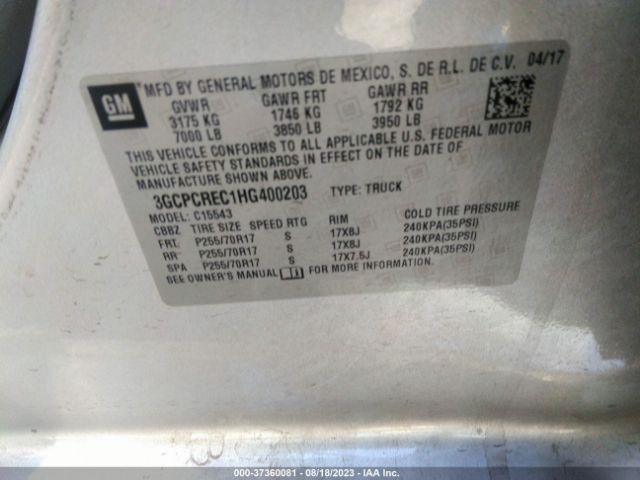 GM
MFD BY GENERAL MOTORS DE MEXICO, S. DE R.L. DE C.V. 04/17
GVWR GAWR FRT GAWR RR
3175 KG 1746 KG 1792 KG
7000 LB 3850 LB 3950 LB
THIS VEHICLE CONFORMS TO ALL APPLICABLE U.S. FEDERAL MOTOR
VEHICLE SAFETY STANDARDS IN EFFECT ON THE DATE OF
MANUFACTURE SHOWN ABOVE.
3GCPCREC1HG400203 TYPE: TRUCK
MODEL: C15543
CBBZ TIRE SIZE SPEED RTG RIM COLD TIRE PRESSURE
FRT P255/70R17 S 17X8J 240KPA(35PSI)
RR P255/70R17 S 17X8J 240KPA(35PSI)
SPA P255/70R17 S 17X7.5J 240KPA(35PSI)
SEE OWNER'S MANUAL FOR MORE INFORMATION.
000-37360081 - 08/18/2023 - IAA Inc.